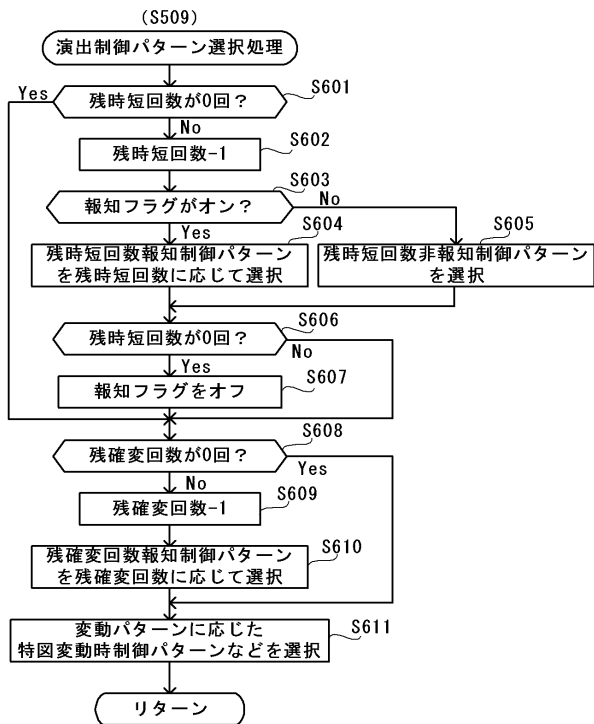 (S509)
演出制御パターン選択処理
S601
残時短回数が0回?
Yes
No
S602
残時短回数-1
S603
報知フラグがオン?
No
Yes
S604
残時短回数報知制御パターン
を残時短回数に応じて選択
S605
残時短回数非報知制御パターン
を選択
S606
残時短回数が0回?
No
Yes
S607
報知フラグをオフ
S608
残確変回数が0回?
Yes
No
S609
残確変回数-1
S610
残確変回数報知制御パターン
を残確変回数に応じて選択
S611
変動パターンに応じた
特図変動時制御パターンなどを選択
リターン